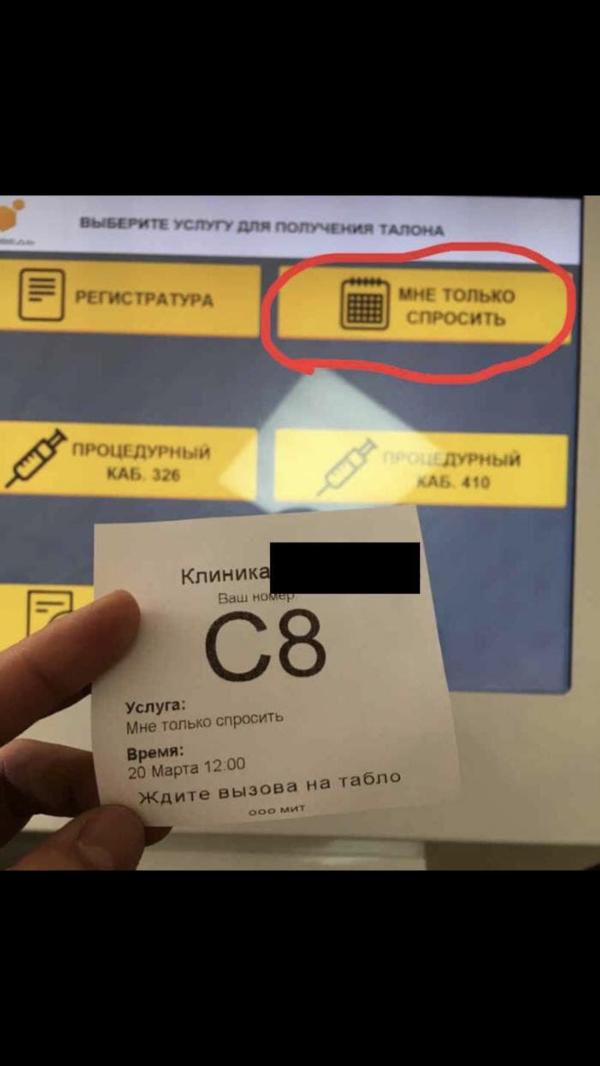 ВЫБЕРИТЕ УСЛУГУ ДЛЯ ПОЛУЧЕНИЯ ТАЛОНА
РЕГИСТРАТУРА
МНЕ ТОЛЬКО
СПРОСИТЬ
ПРОЦЕДУРНЫЙ
КАБ. 326
ПРОЦЕДУРНЫЙ
КАБ. 410
Клиника
Ваш номер
С8
Услуга:
Мне только спросить
Время:
20 Марта 12:00
Ждите вызова на табло
ООО МИТ